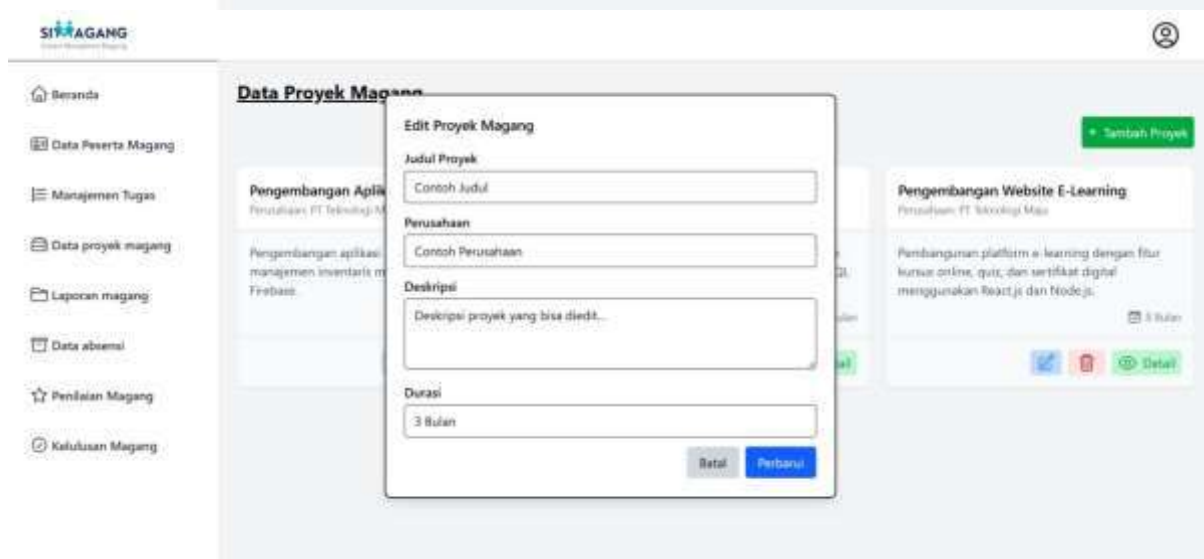 SIMAGANG
Beranda
Data Peserta Magang
Manajemen Tugas
Data proyek magang
Laporan magang
Data absensi
Penilaian Magang
Kelulusan Magang
Data Proyek Magang
+ Tambah Proyek
Pengembangan Aplik
Perusahaan: PT Teknologi M
Pengembangan aplikasi
manajemen inventaris m
Firebase.
Edit Proyek Magang
Judul Proyek
Contoh Judul
Perusahaan
Contoh Perusahaan
Deskripsi
Deskripsi proyek yang bisa diedit...
Durasi
3 Bulan
Batal
Perbarui
Pengembangan Website E-Learning
Perusahaan: PT Teknologi Maju
Pembangunan platform e-learning dengan fitur
kursus online, quiz, dan sertifikat digital
menggunakan React.js dan Node.js.
3 Bulan
Detail